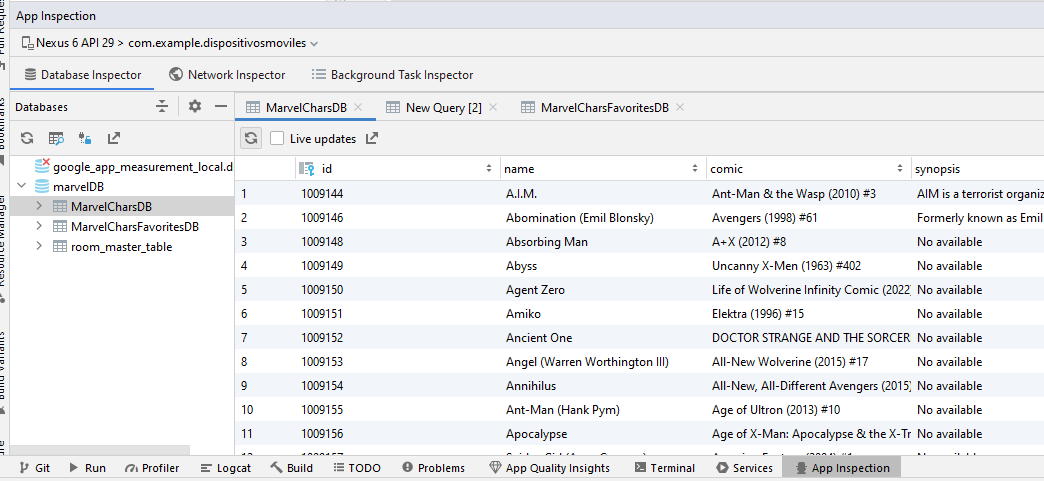 App Inspection
Nexus 6 API 29 > com.example.dispositivosmoviles
Database Inspector Network Inspector Background Task Inspector
Databases
MarvelCharsDB New Query [2] MarvelCharsFavoritesDB
Live updates
google_app_measurement_local.d
marvelDB
MarvelCharsDB
MarvelCharsFavoritesDB
room_master_table
id name comic synopsis
1 1009144 A.I.M. Ant-Man & the Wasp (2010) #3 AIM is a terrorist organiz
2 1009146 Abomination (Emil Blonsky) Avengers (1998) #61 Formerly known as Emil
3 1009148 Absorbing Man A+X (2012) #8 No available
4 1009149 Abyss Uncanny X-Men (1963) #402 No available
5 1009150 Agent Zero Life of Wolverine Infinity Comic (2022) No available
6 1009151 Amiko Elektra (1996) #15 No available
7 1009152 Ancient One DOCTOR STRANGE AND THE SORCER No available
8 1009153 Angel (Warren Worthington III) All-New Wolverine (2015) #17 No available
9 1009154 Annihilus All-New, All-Different Avengers (2015) No available
10 1009155 Ant-Man (Hank Pym) Age of Ultron (2013) #10 No available
11 1009156 Apocalypse Age of X-Man: Apocalypse & the X-Tr No available
Git Run Profiler Logcat Build TODO Problems App Quality Insights Terminal Services App Inspection
Bookmarks
Resource Manager
Build Variants